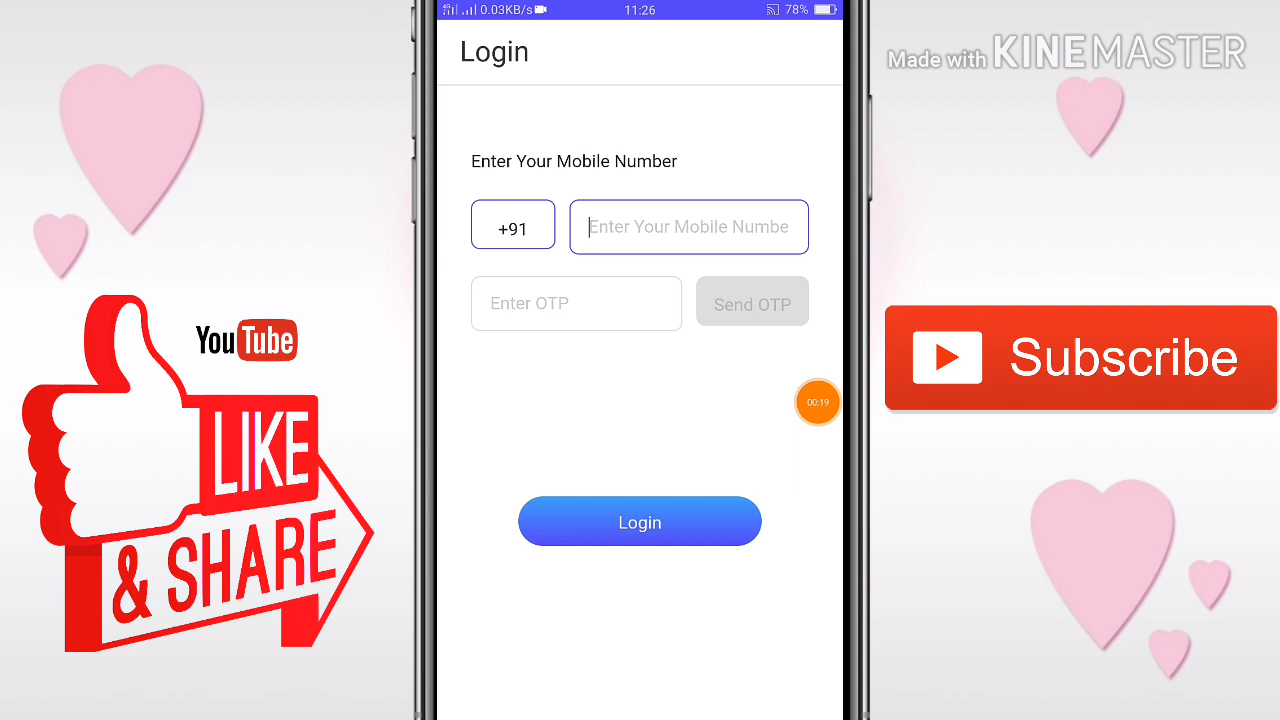 0.03KB/s
11:26
78%
Login
Made with KINEMASTER
Enter Your Mobile Number
+91
Enter Your Mobile Numbe
Enter OTP
Send OTP
00:19
Login
YouTube
LIKE
& SHARE
Subscribe